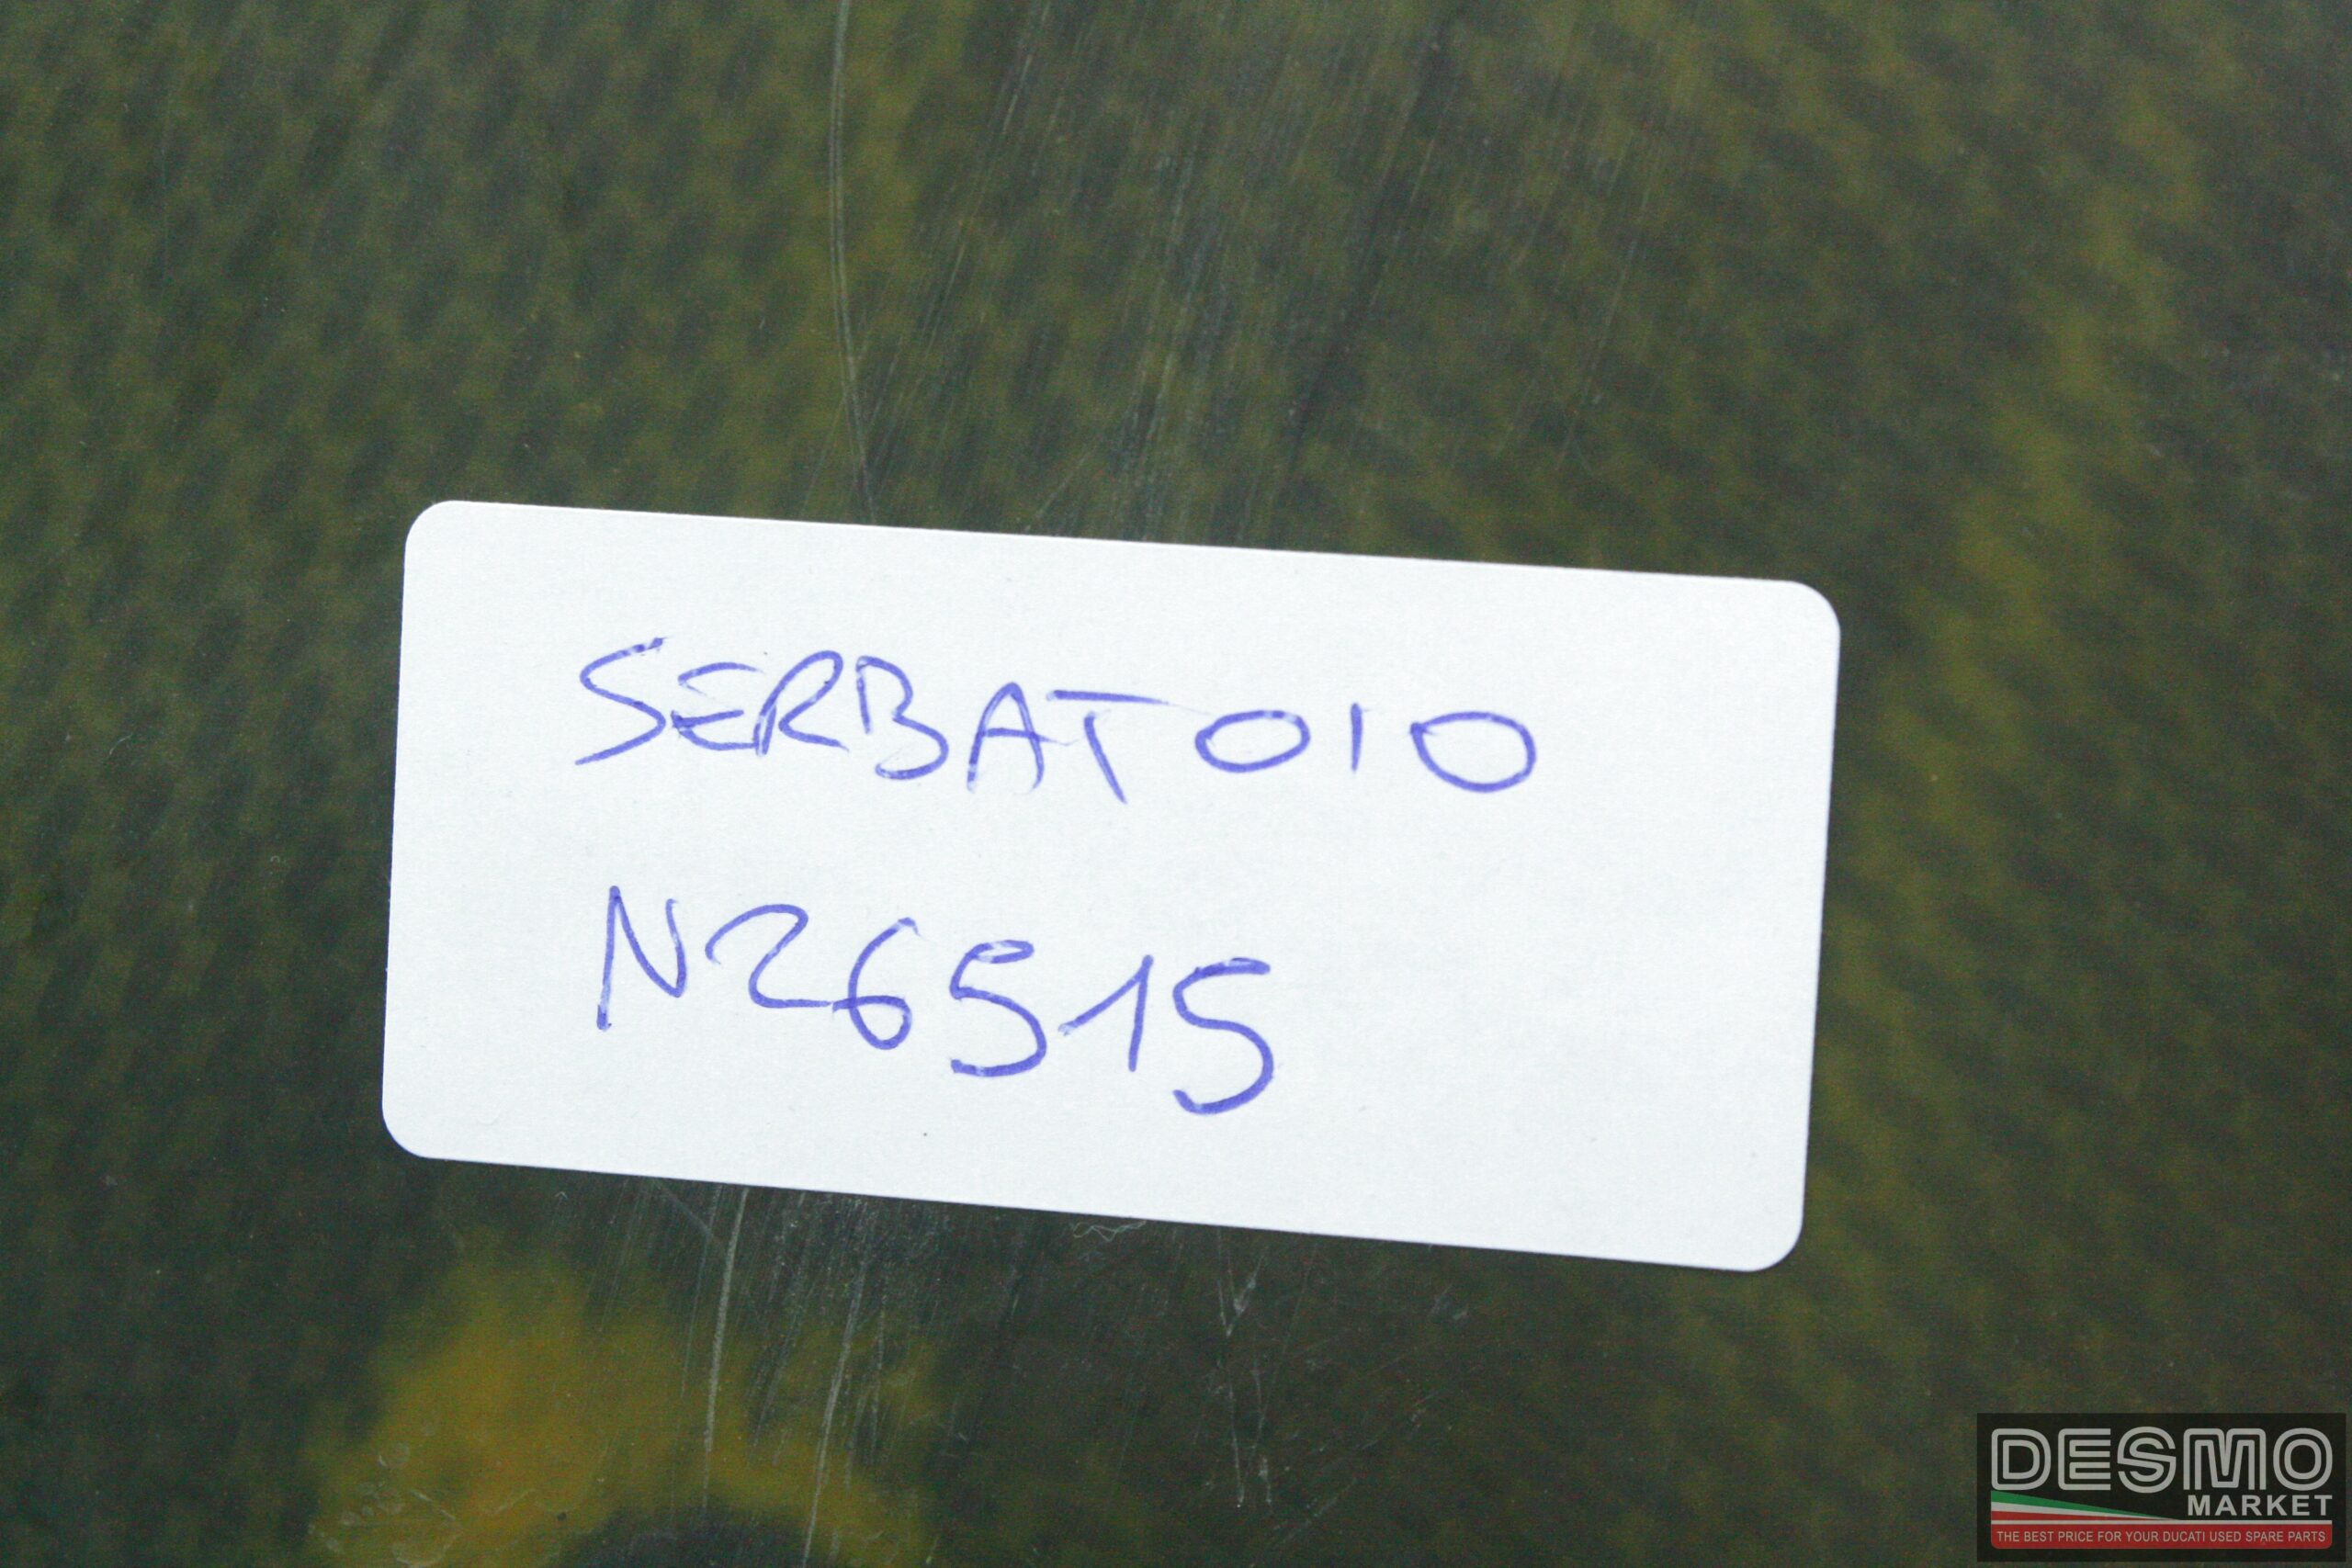 SERBATOIO
N26515
DESMO
MARKET
THE BEST PRICE FOR YOUR DUCATI USED SPARE PARTS